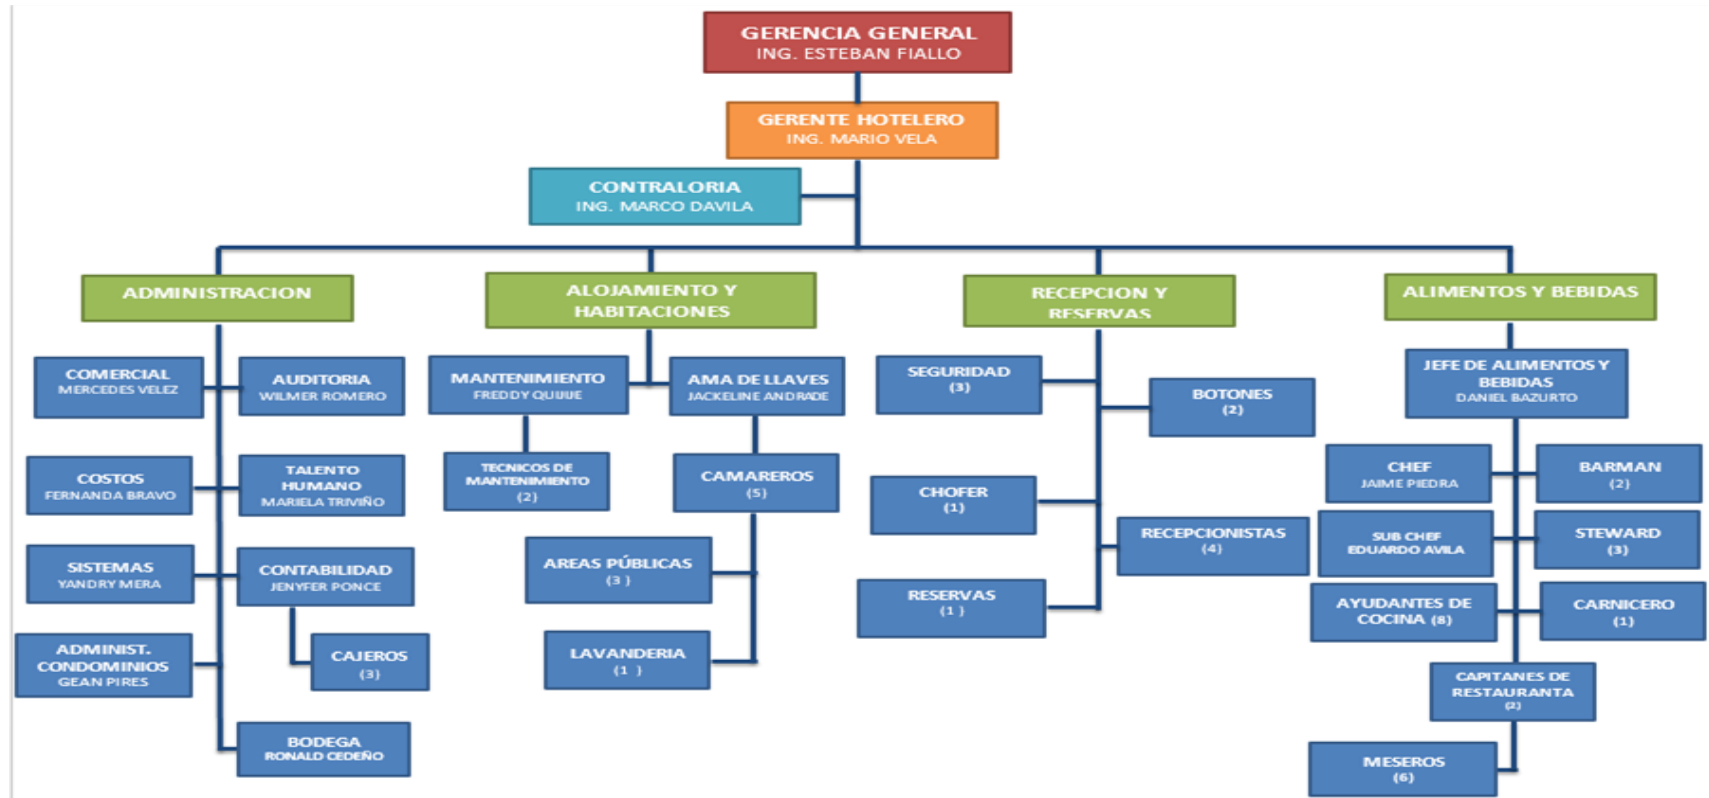 GERENCIA GENERAL
ING. ESTEBAN FIALLO
GERENTE HOTELERO
ING. MARIO VELA
CONTRALORIA
ING. MARCO DAVILA
ADMINISTRACION
COMERCIAL
MERCEDES VELEZ
AUDITORIA
WILMER ROMERO
COSTOS
FERNANDA BRAVO
TALENTO
HUMANO
MARIELA TRIVIÑO
SISTEMAS
YANDRY MERA
CONTABILIDAD
JENYFER PONCE
ADMINIST.
CONDOMINIOS
GEAN PIRES
CAJEROS
(3)
BODEGA
RONALD CEDEÑO
ALOJAMIENTO Y
HABITACIONES
MANTENIMIENTO
FREDDY QUIJIJE
AMA DE LLAVES
JACKELINE ANDRADE
TECNICOS DE
MANTENIMIENTO
(2)
CAMAREROS
(5)
AREAS PÚBLICAS
(3 )
LAVANDERIA
(1 )
RECEPCION Y
RESERVAS
SEGURIDAD
(3)
BOTONES
(2)
CHOFER
(1)
RECEPCIONISTAS
(4)
RESERVAS
(1 )
ALIMENTOS Y BEBIDAS
JEFE DE ALIMENTOS Y
BEBIDAS
DANIEL BAZURTO
CHEF
JAIME PIEDRA
BARMAN
(2)
SUB CHEF
EDUARDO AVILA
STEWARD
(3)
AYUDANTES DE
COCINA (8)
CARNICERO
(1)
CAPITANES DE
RESTAURANTA
(2)
MESEROS
(6)